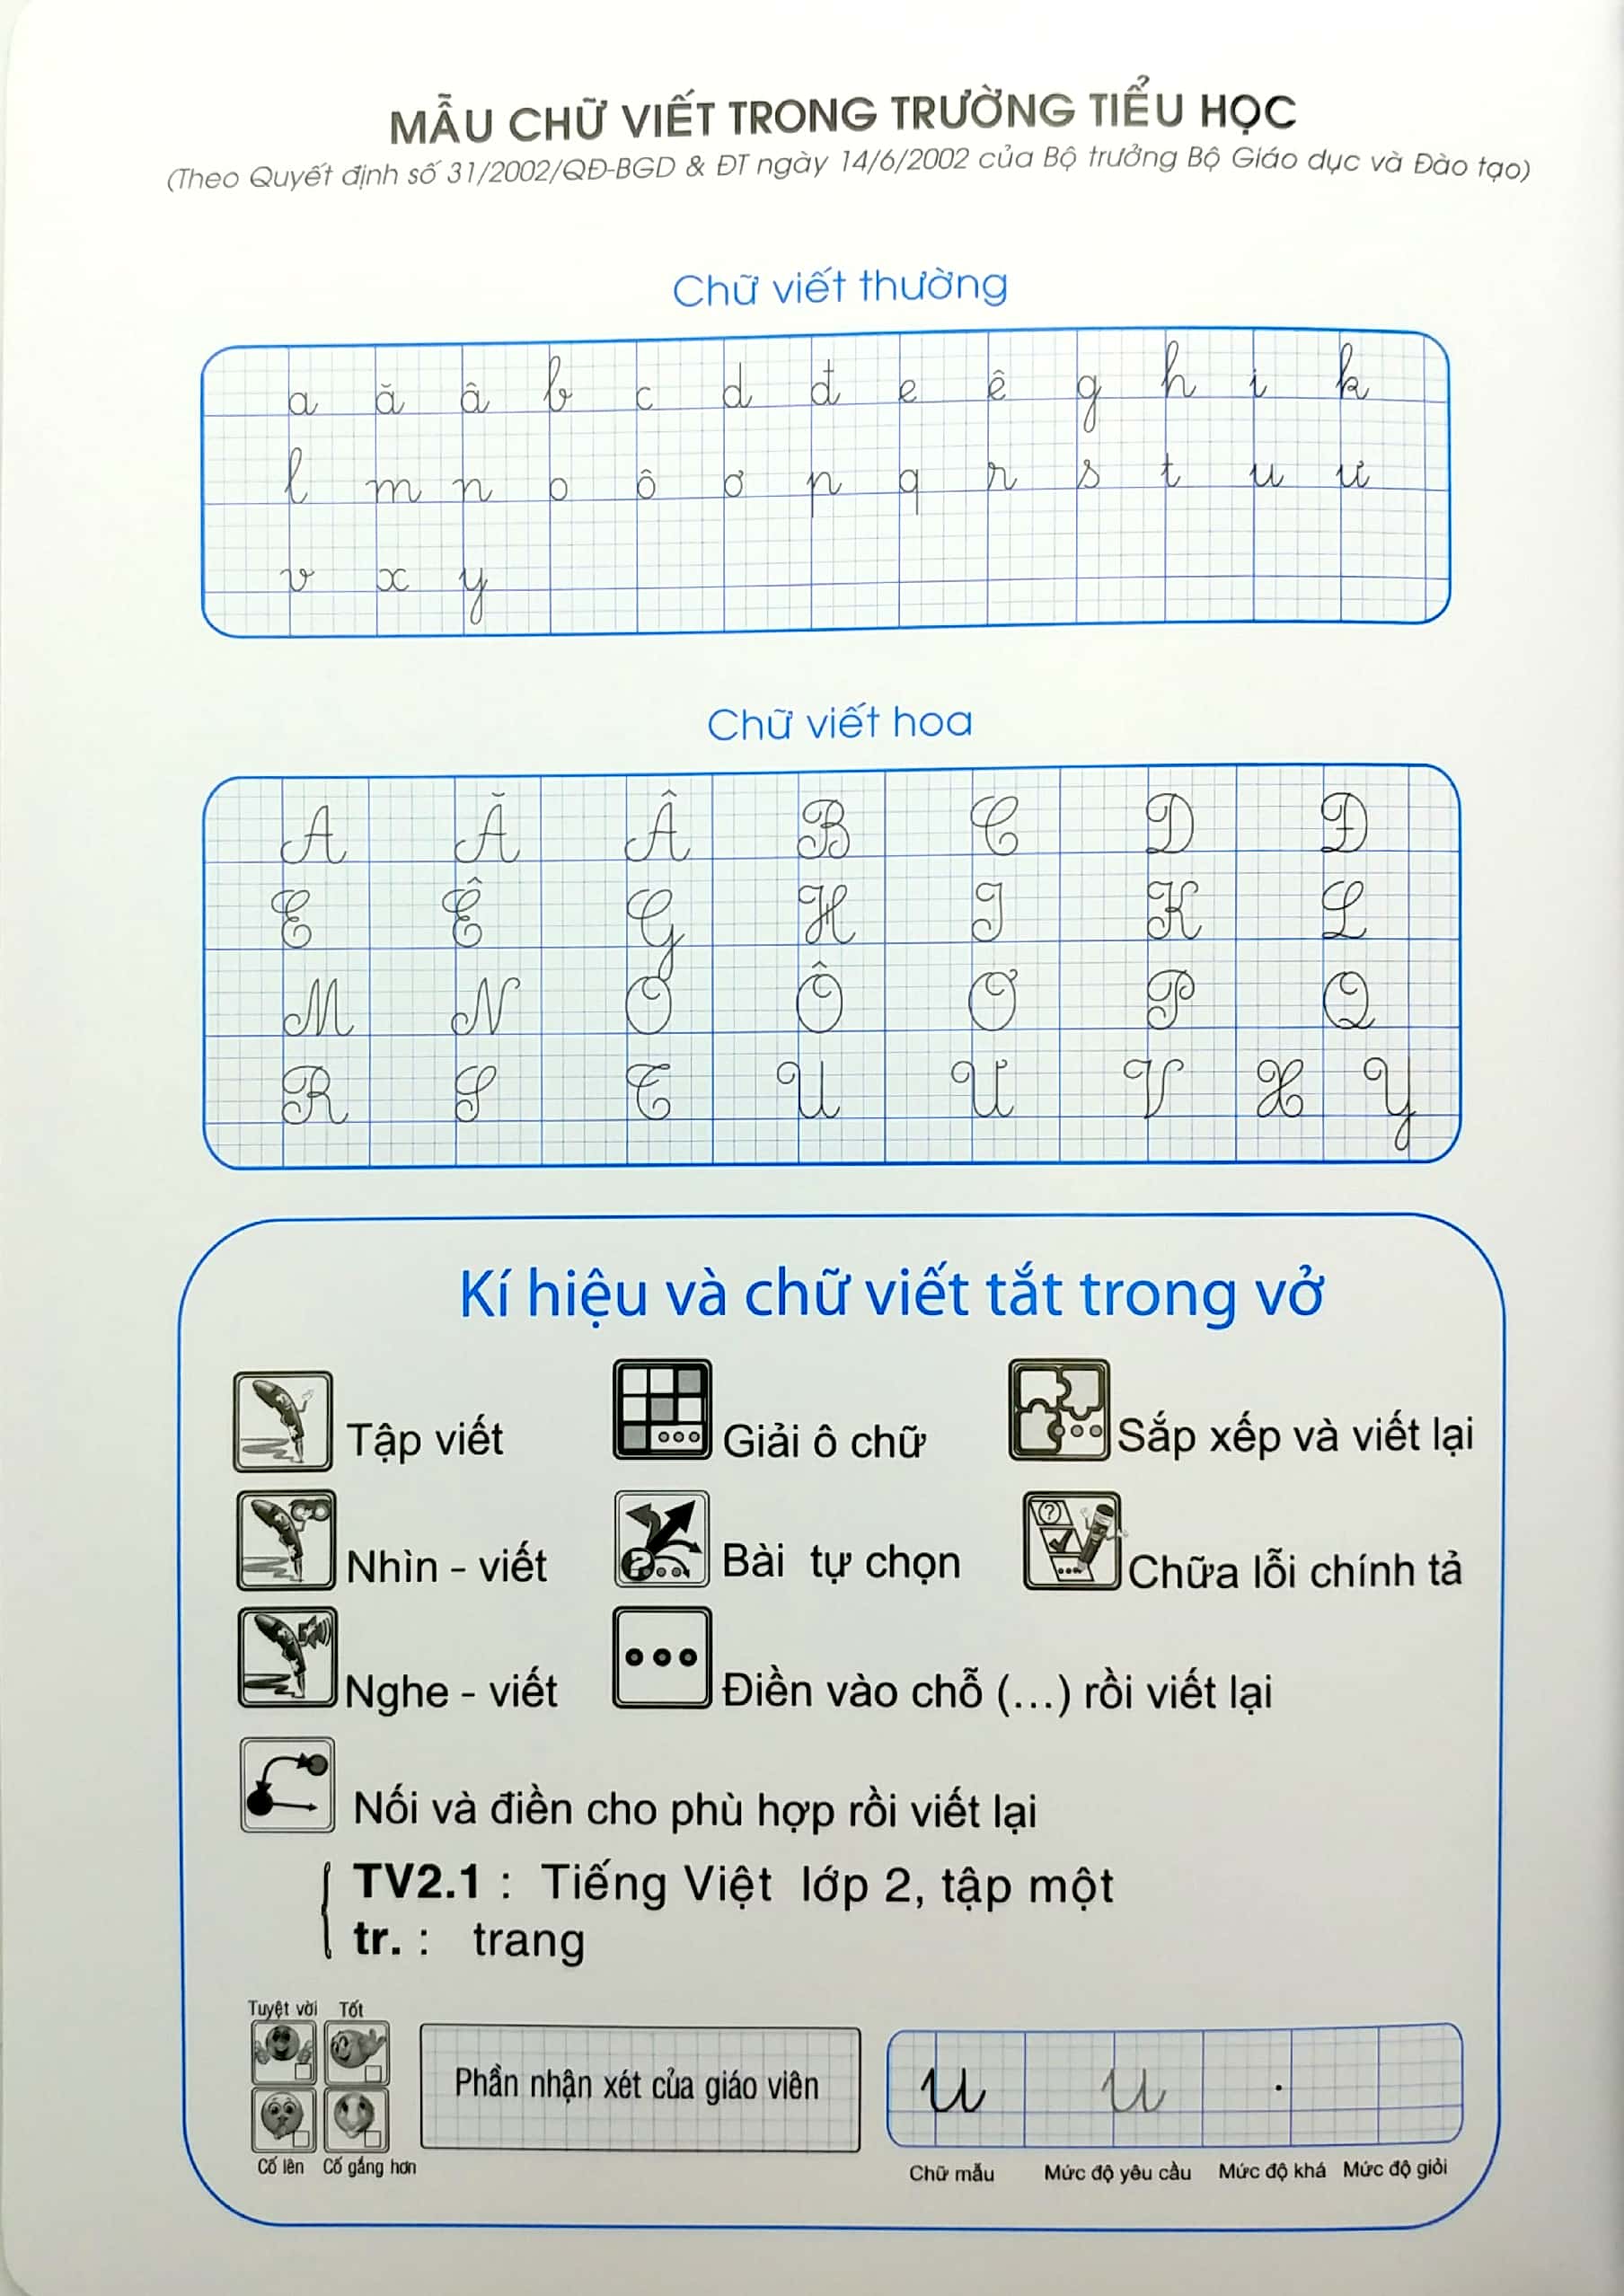 MẪU CHỮ VIẾT TRONG TRƯỜNG TIỂU HỌC
(Theo Quyết định số 31/2002/QĐ-BGD & ĐT ngày 14/6/2002 của Bộ trưởng Bộ Giáo dục và Đào tạo)
Chữ viết thường
a ă â b c d đ e ê g h i k
l m n o ô ơ p q r s t u ư
v x y
Chữ viết hoa
A Ă Â B C D Đ
E Ê G H I K L
M N O Ô Ơ P Q
R S T U Ư V X Y
Kí hiệu và chữ viết tắt trong vở
Tập viết Giải ô chữ Sắp xếp và viết lại
Nhìn - viết Bài tự chọn Chữa lỗi chính tả
Nghe - viết Điền vào chỗ (...) rồi viết lại
Nối và điền cho phù hợp rồi viết lại
TV2.1 : Tiếng Việt lớp 2, tập một
tr. : trang
Tuyệt vời Tốt
Phần nhận xét của giáo viên
u u
Cố lên Cố gắng hơn
Chữ mẫu Mức độ yêu cầu Mức độ khá Mức độ giỏi